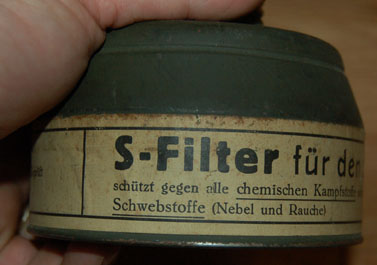 S-Filter für den
schützt gegen alle chemischen Kampfstoffe
Schwebstoffe (Nebel und Rauche)